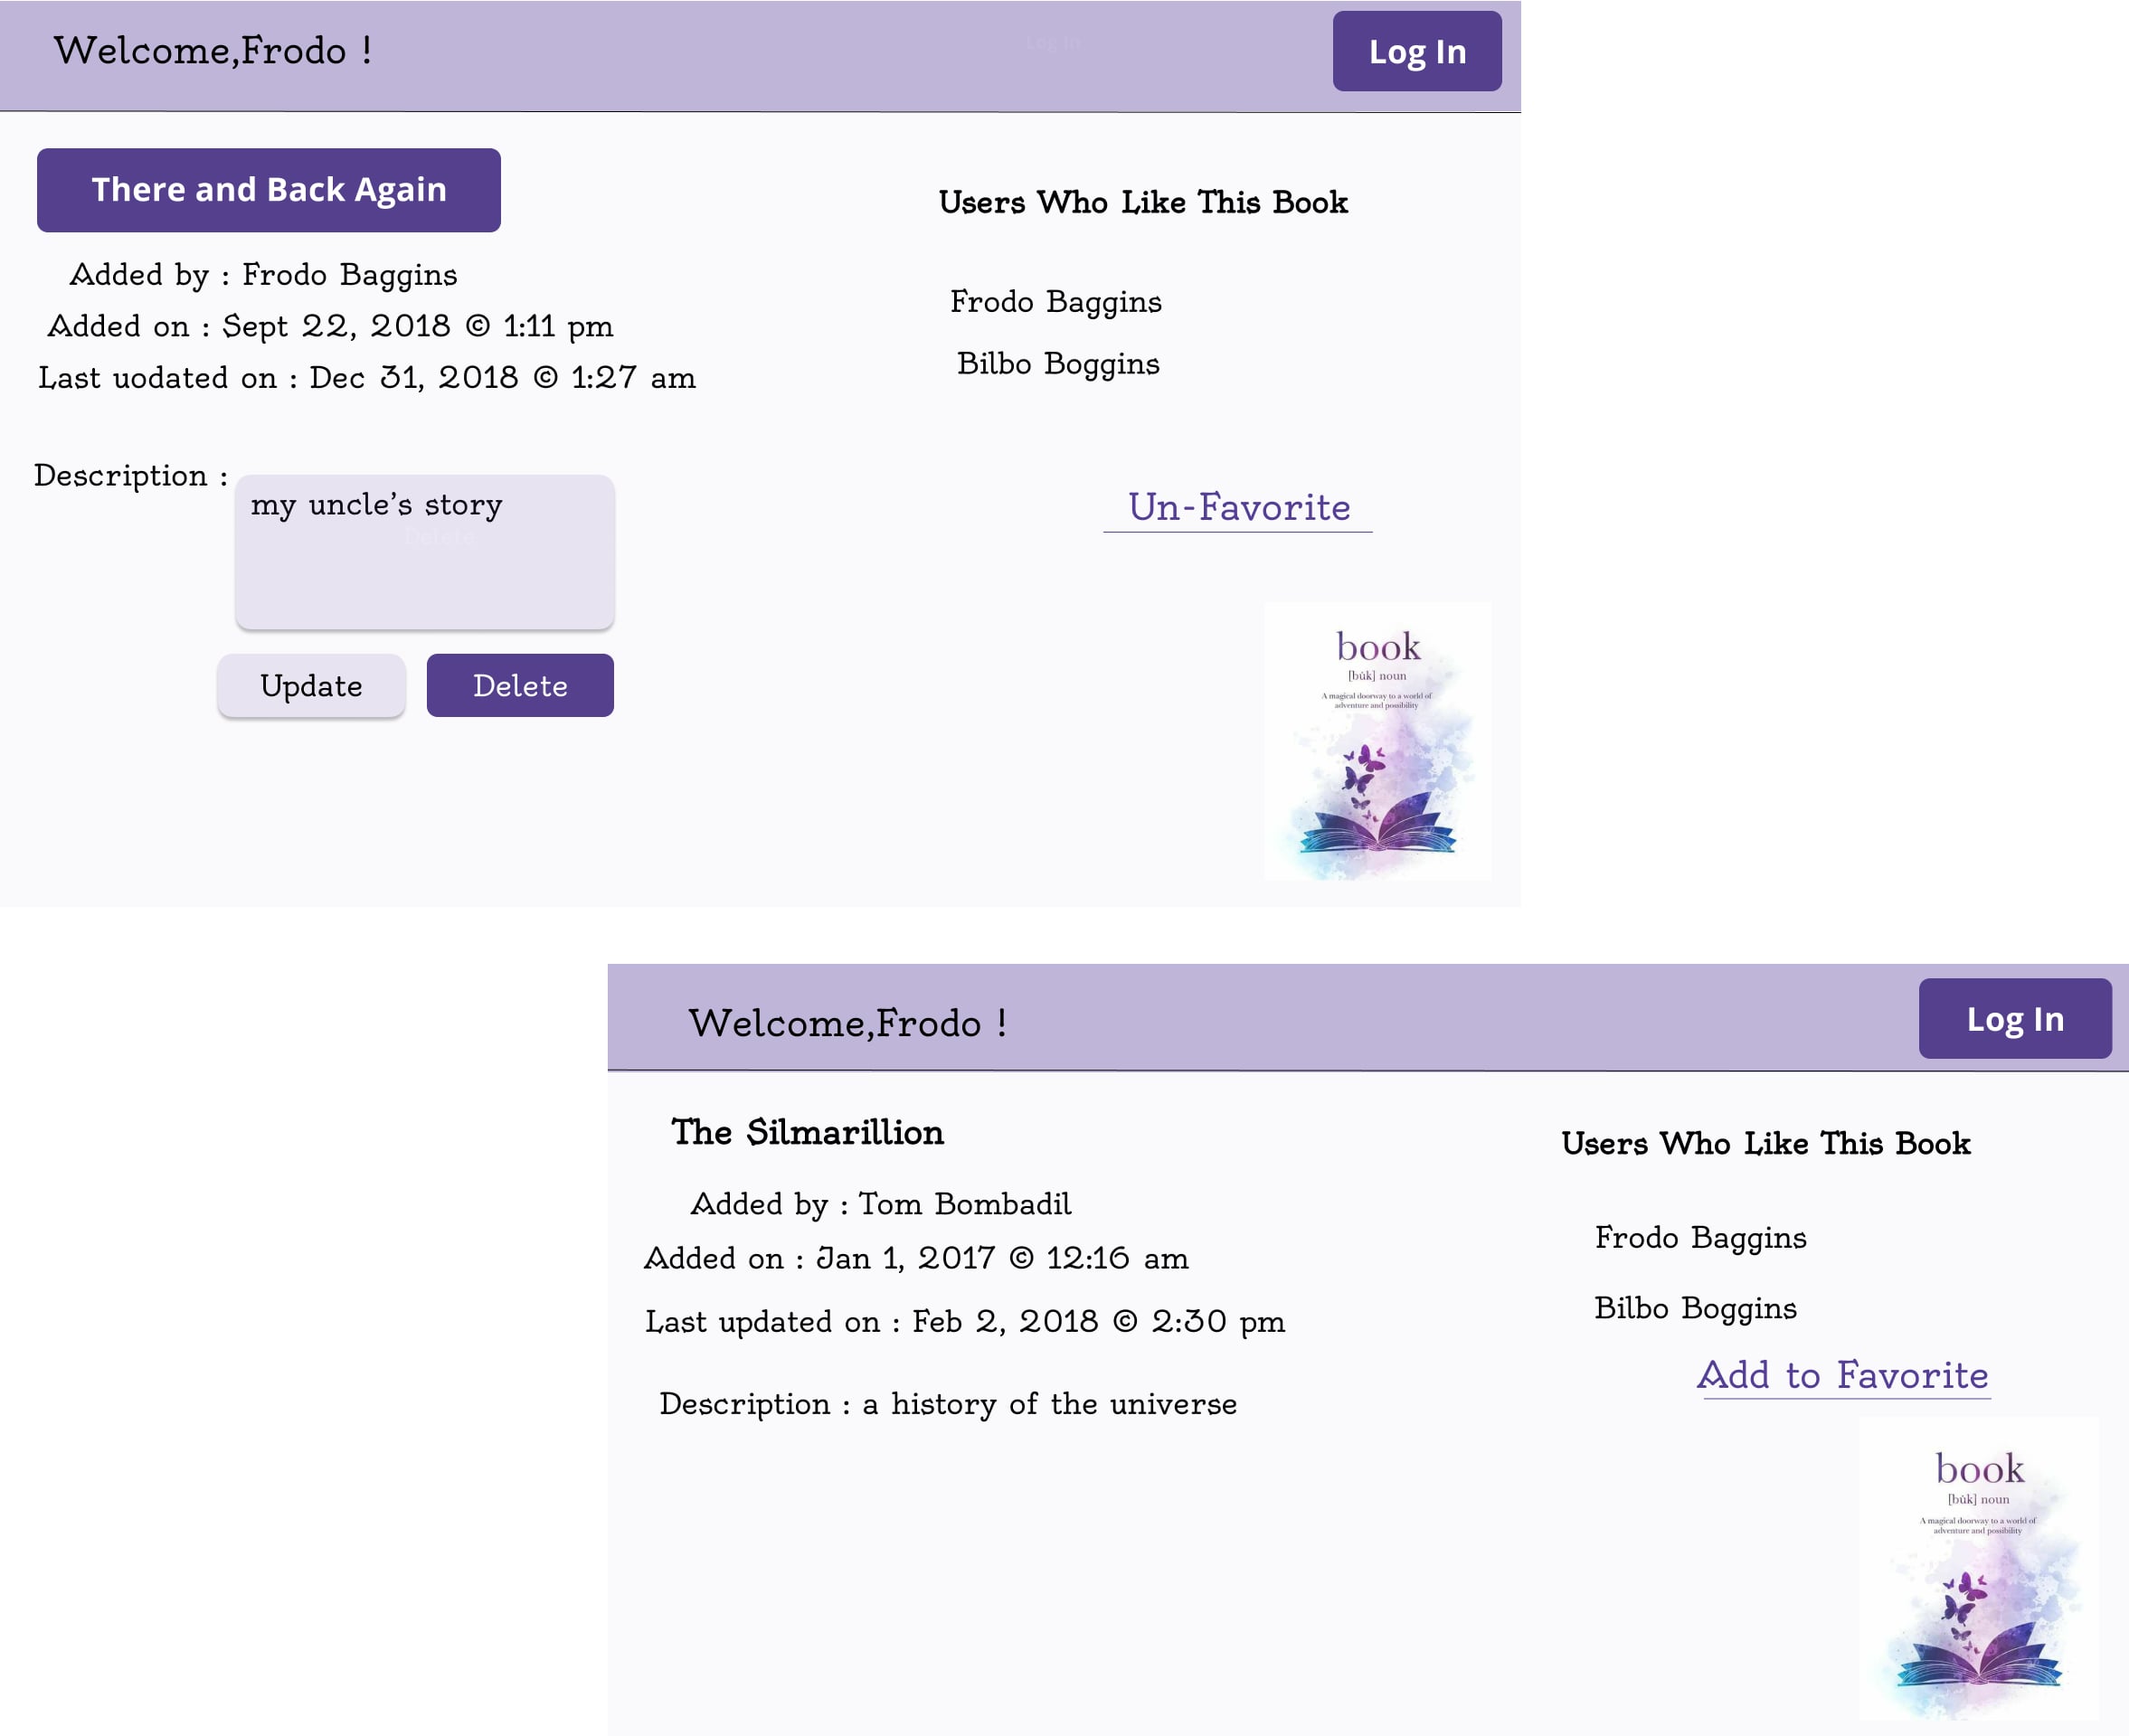 Welcome,Frodo !
Log In
Log In
There and Back Again
Added by : Frodo Baggins
Added on : Sept 22, 2018 © 1:11 pm
Last uodated on : Dec 31, 2018 © 1:27 am
Description :
my uncle's story
Delete
Update
Delete
Users Who Like This Book
Frodo Baggins
Bilbo Boggins
Un-Favorite
book
[bŭk] noun
A magical doorway to a world of
adventure and possibility
Welcome,Frodo !
Log In
The Silmarillion
Added by : Tom Bombadil
Added on : Jan 1, 2017 © 12:16 am
Last updated on : Feb 2, 2018 © 2:30 pm
Description : a history of the universe
Users Who Like This Book
Frodo Baggins
Bilbo Boggins
Add to Favorite
book
[bŭk] noun
A magical doorway to a world of
adventure and possibility